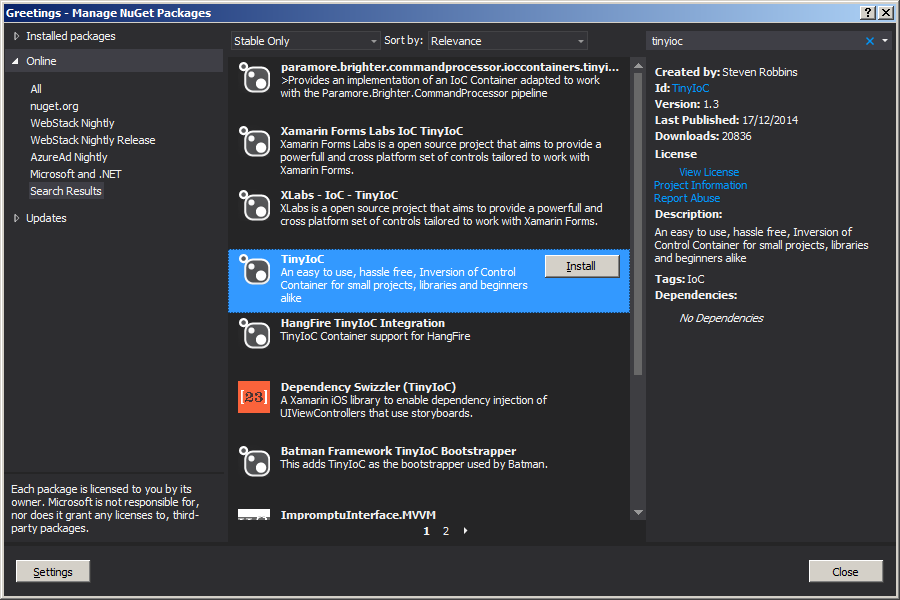 Greetings - Manage NuGet Packages
Installed packages
Online
All
nuget.org
WebStack Nightly
WebStack Nightly Release
AzureAd Nightly
Microsoft and .NET
Search Results
Updates
Each package is licensed to you by its
owner. Microsoft is not responsible for,
nor does it grant any licenses to, third-
party packages.
Settings
Stable Only
Sort by: Relevance
paramore.brighter.commandprocessor.ioccontainers.tinyi...
>Provides an implementation of an IoC Container adapted to work
with the Paramore.Brighter.CommandProcessor pipeline
Xamarin Forms Labs IoC TinyIoC
Xamarin Forms Labs is a open source project that aims to provide a
powerfull and cross platform set of controls tailored to work with
Xamarin Forms.
XLabs - IoC - TinyIoC
XLabs is a open source project that aims to provide a powerfull and
cross platform set of controls tailored to work with Xamarin Forms.
TinyIoC
An easy to use, hassle free, Inversion of Control
Container for small projects, libraries and beginners
alike
Install
HangFire TinyIoC Integration
TinyIoC Container support for HangFire
[23]
Dependency Swizzler (TinyIoC)
A Xamarin iOS library to enable dependency injection of
UIViewControllers that use storyboards.
Batman Framework TinyIoC Bootstrapper
This adds TinyIoC as the bootstrapper used by Batman.
ImpromptuInterface.MVVM
1 2
tinyioc
Created by: Steven Robbins
Id: TinyIoC
Version: 1.3
Last Published: 17/12/2014
Downloads: 20836
License
View License
Project Information
Report Abuse
Description:
An easy to use, hassle free, Inversion of
Control Container for small projects, libraries
and beginners alike
Tags: IoC
Dependencies:
No Dependencies
Close